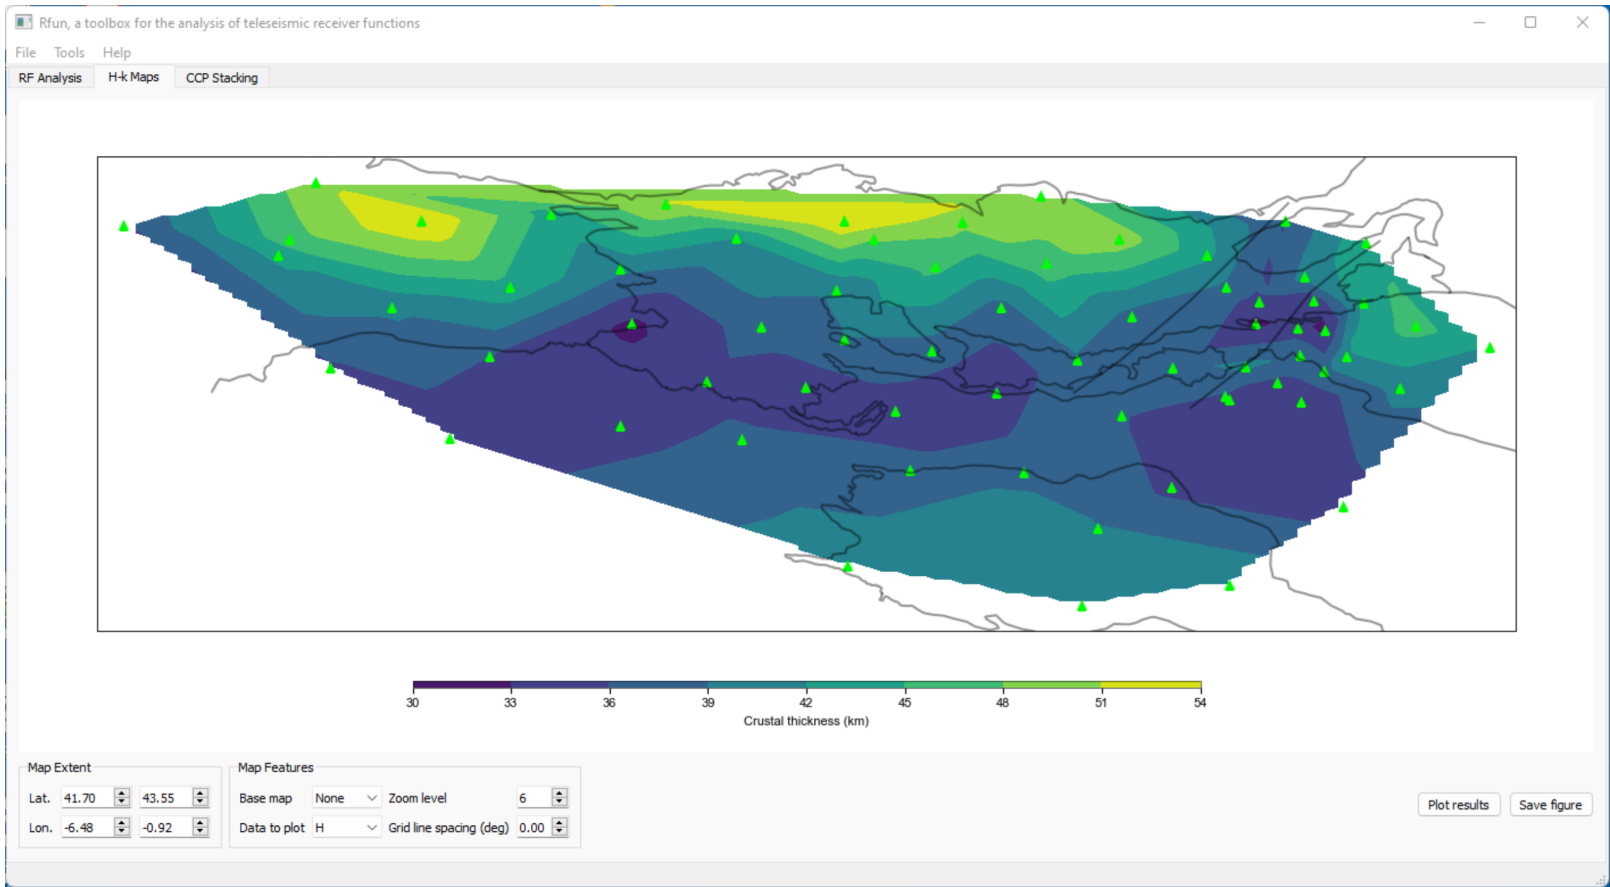 Rfun, a toolbox for the analysis of teleseismic receiver functions
File Tools Help
RF Analysis H-k Maps CCP Stacking
30 33 36 39 42 45 48 51 54
Crustal thickness (km)
Map Extent Map Features
Lat. 41.70 43.55 Base map None Zoom level 6
Plot results Save figure
Lon. -6.48 -0.92 Data to plot H Grid line spacing (deg) 0.00